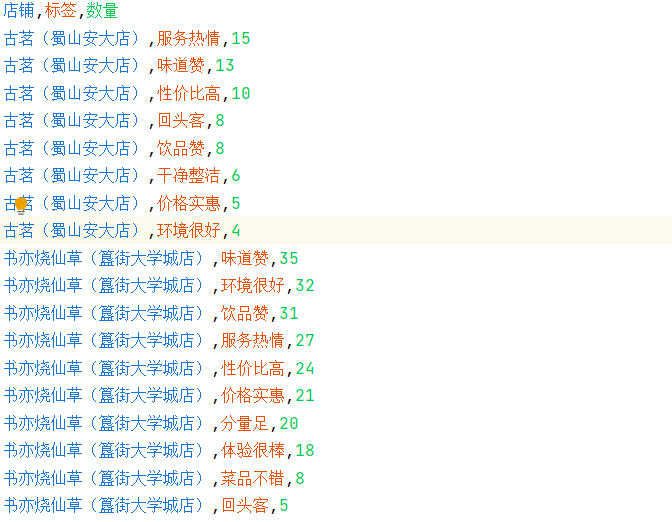 店铺,标签,数量
古茗（蜀山安大店）,服务热情,15
古茗（蜀山安大店）,味道赞,13
古茗（蜀山安大店）,性价比高,10
古茗（蜀山安大店）,回头客,8
古茗（蜀山安大店）,饮品赞,8
古茗（蜀山安大店）,干净整洁,6
古茗（蜀山安大店）,价格实惠,5
古茗（蜀山安大店）,环境很好,4
书亦烧仙草（簋街大学城店）,味道赞,35
书亦烧仙草（簋街大学城店）,环境很好,32
书亦烧仙草（簋街大学城店）,饮品赞,31
书亦烧仙草（簋街大学城店）,服务热情,27
书亦烧仙草（簋街大学城店）,性价比高,24
书亦烧仙草（簋街大学城店）,价格实惠,21
书亦烧仙草（簋街大学城店）,分量足,20
书亦烧仙草（簋街大学城店）,体验很棒,18
书亦烧仙草（簋街大学城店）,菜品不错,8
书亦烧仙草（簋街大学城店）,回头客,5